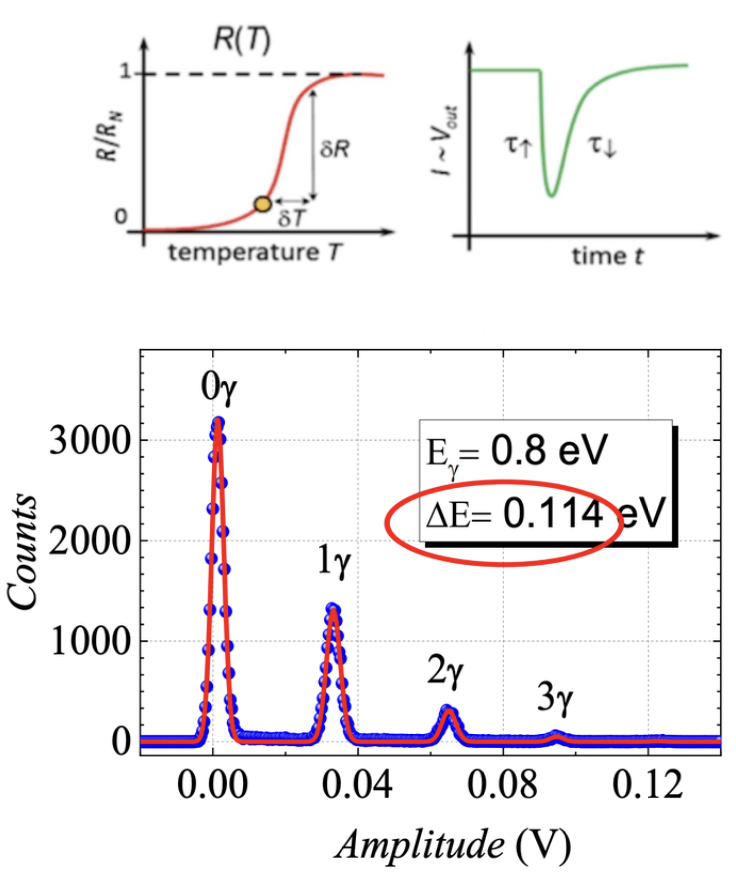 R(T)
1
R/R_N
δR
0
δT
temperature T
I ~ V_out
τ↑
τ↓
time t
0γ
3000
E_γ= 0.8 eV
ΔE= 0.114 eV
2000
Counts
1γ
1000
2γ
3γ
0
0.00 0.04 0.08 0.12
Amplitude (V)